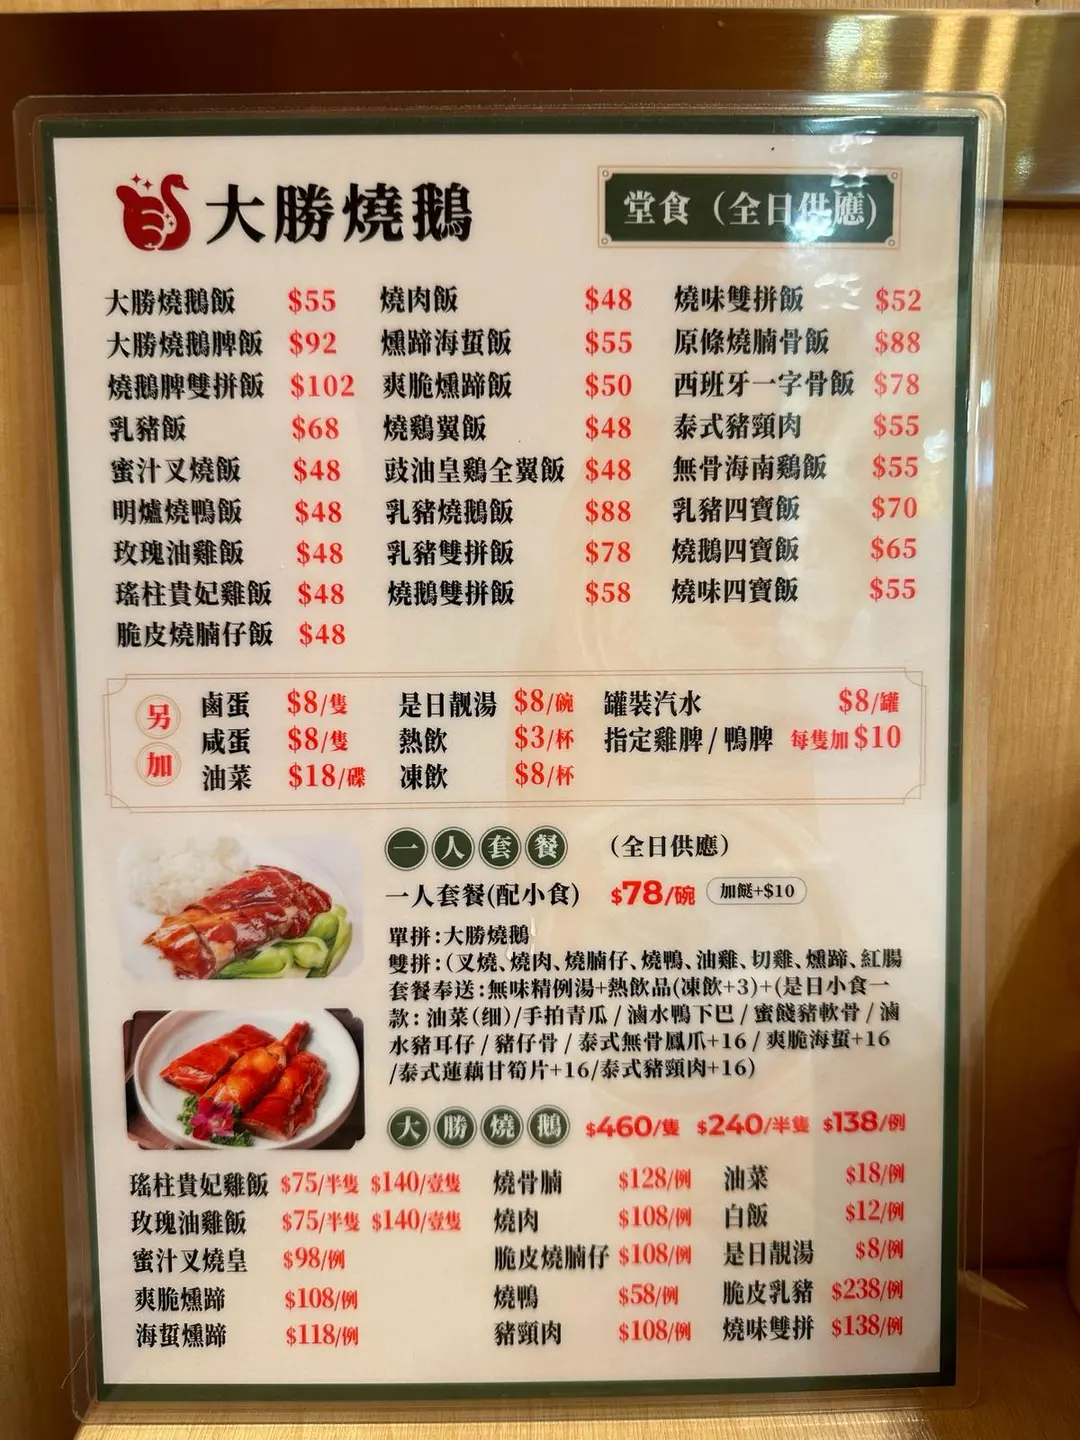 大勝燒鵝
堂食（全日供應）
大勝燒鵝飯 $55 燒肉飯 $48 燒味雙拼飯 $52
大勝燒鵝脾飯 $92 燻蹄海蜇飯 $55 原條燒腩骨飯 $88
燒鵝脾雙拼飯 $102 爽脆燻蹄飯 $50 西班牙一字骨飯 $78
乳豬飯 $68 燒鷄翼飯 $48 泰式豬頸肉 $55
蜜汁叉燒飯 $48 豉油皇鷄全翼飯 $48 無骨海南鷄飯 $55
明爐燒鴨飯 $48 乳豬燒鵝飯 $88 乳豬四寶飯 $70
玫瑰油雞飯 $48 乳豬雙拼飯 $78 燒鵝四寶飯 $65
瑤柱貴妃雞飯 $48 燒鵝雙拼飯 $58 燒味四寶飯 $55
脆皮燒腩仔飯 $48
另加
鹵蛋 $8/隻 是日靚湯 $8/碗 罐裝汽水 $8/罐
咸蛋 $8/隻 熱飲 $3/杯 指定雞脾/鴨脾 每隻加$10
油菜 $18/碟 凍飲 $8/杯
一人套餐 （全日供應）
一人套餐(配小食) $78/碗 加餸+$10
單拼:大勝燒鵝
雙拼:(叉燒、燒肉、燒腩仔、燒鴨、油雞、切雞、燻蹄、紅腸
套餐奉送:無味精例湯+熱飲品(凍飲+3)+(是日小食一
款:油菜(细)/手拍青瓜/滷水鴨下巴/蜜餞豬軟骨/滷
水豬耳仔/豬仔骨/泰式無骨鳳爪+16/爽脆海蜇+16
/泰式蓮藕甘筍片+16/泰式豬頸肉+16)
大勝燒鵝 $460/隻 $240/半隻 $138/例
瑤柱貴妃雞飯 $75/半隻 $140/壹隻 燒骨腩 $128/例 油菜 $18/例
玫瑰油雞飯 $75/半隻 $140/壹隻 燒肉 $108/例 白飯 $12/例
蜜汁叉燒皇 $98/例 脆皮燒腩仔 $108/例 是日靚湯 $8/例
爽脆燻蹄 $108/例 燒鴨 $58/例 脆皮乳豬 $238/例
海蜇燻蹄 $118/例 豬頸肉 $108/例 燒味雙拼 $138/例